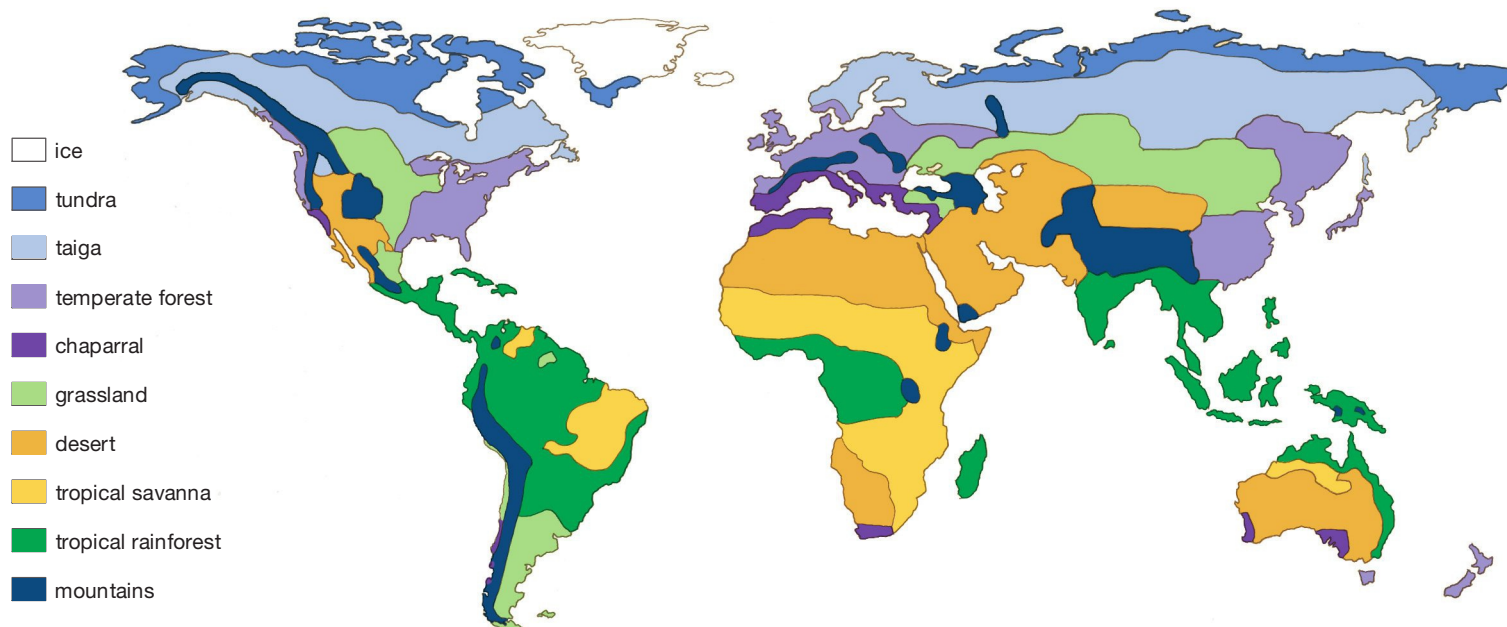 ice
tundra
taiga
temperate forest
chaparral
grassland
desert
tropical savanna
tropical rainforest
mountains